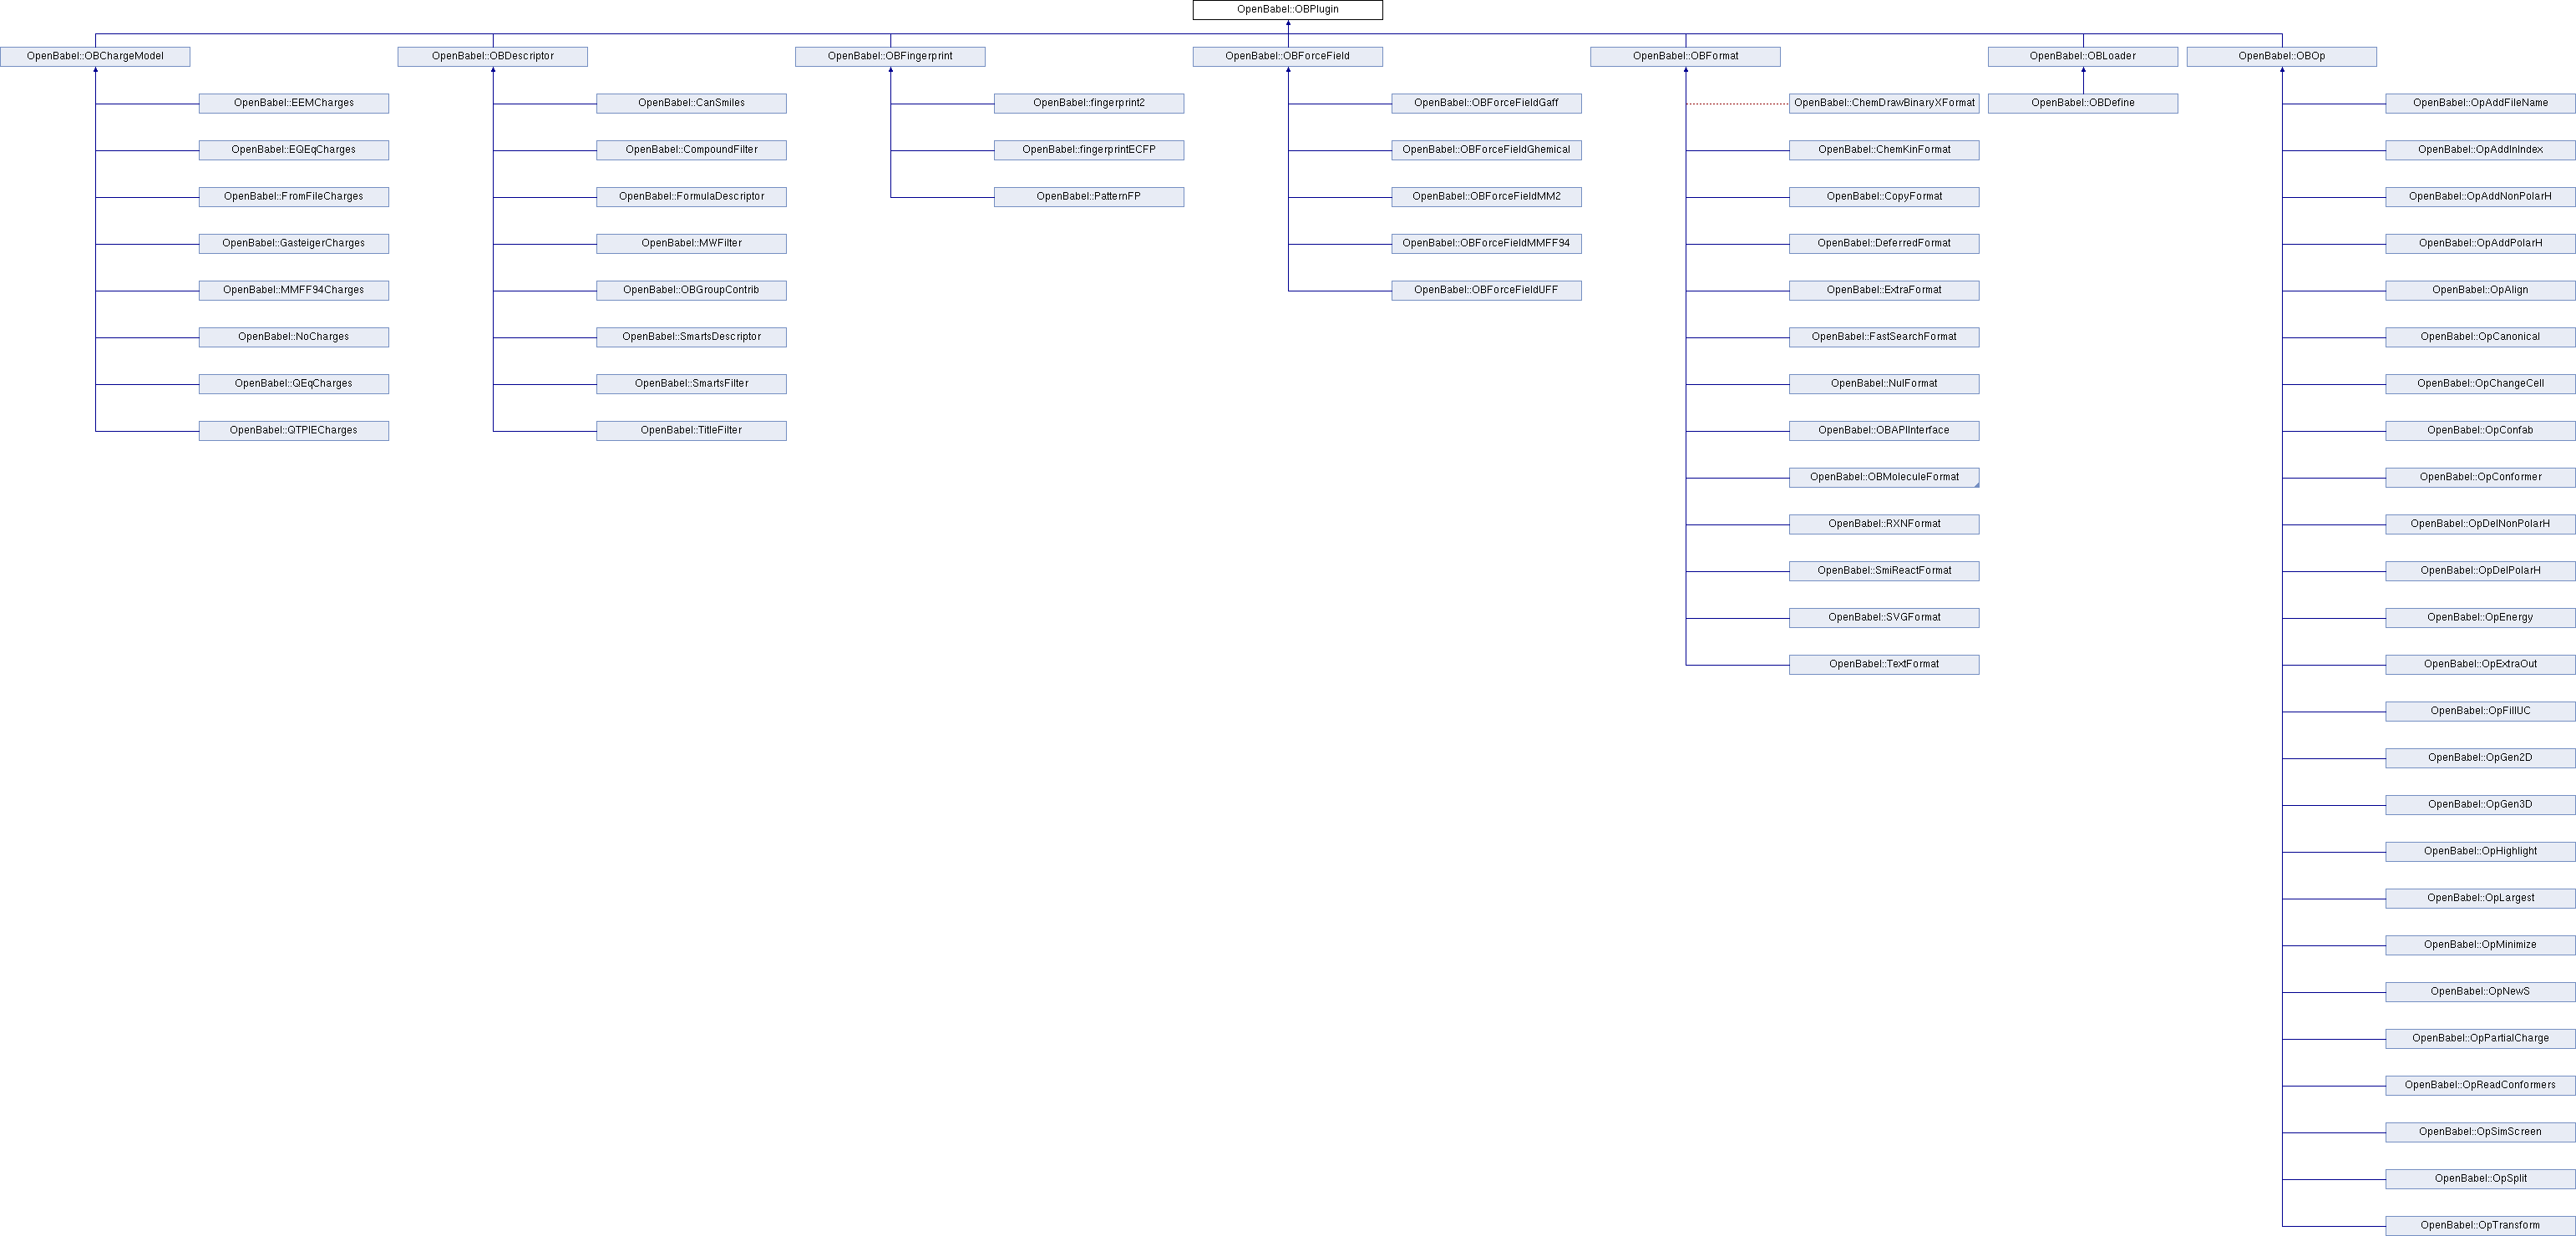 OpenBabel::OBPlugin
OpenBabel::OBChargeModel
OpenBabel::OBDescriptor
OpenBabel::OBFingerprint
OpenBabel::OBForceField
OpenBabel::OBFormat
OpenBabel::OBLoader
OpenBabel::OBOp
OpenBabel::EEMCharges
OpenBabel::EQEqCharges
OpenBabel::FromFileCharges
OpenBabel::GasteigerCharges
OpenBabel::MMFF94Charges
OpenBabel::NoCharges
OpenBabel::QEqCharges
OpenBabel::QTPIECharges
OpenBabel::CanSmiles
OpenBabel::CompoundFilter
OpenBabel::FormulaDescriptor
OpenBabel::MWFilter
OpenBabel::OBGroupContrib
OpenBabel::SmartsDescriptor
OpenBabel::SmartsFilter
OpenBabel::TitleFilter
OpenBabel::fingerprint2
OpenBabel::fingerprintECFP
OpenBabel::PatternFP
OpenBabel::OBForceFieldGaff
OpenBabel::OBForceFieldGhemical
OpenBabel::OBForceFieldMM2
OpenBabel::OBForceFieldMMFF94
OpenBabel::OBForceFieldUFF
OpenBabel::ChemDrawBinaryXFormat
OpenBabel::ChemKinFormat
OpenBabel::CopyFormat
OpenBabel::DeferredFormat
OpenBabel::ExtraFormat
OpenBabel::FastSearchFormat
OpenBabel::NulFormat
OpenBabel::OBAPIInterface
OpenBabel::OBMoleculeFormat
OpenBabel::RXNFormat
OpenBabel::SmiReactFormat
OpenBabel::SVGFormat
OpenBabel::TextFormat
OpenBabel::OBDefine
OpenBabel::OpAddFileName
OpenBabel::OpAddInIndex
OpenBabel::OpAddNonPolarH
OpenBabel::OpAddPolarH
OpenBabel::OpAlign
OpenBabel::OpCanonical
OpenBabel::OpChangeCell
OpenBabel::OpConfab
OpenBabel::OpConformer
OpenBabel::OpDelNonPolarH
OpenBabel::OpDelPolarH
OpenBabel::OpEnergy
OpenBabel::OpExtraOut
OpenBabel::OpFillUC
OpenBabel::OpGen2D
OpenBabel::OpGen3D
OpenBabel::OpHighlight
OpenBabel::OpLargest
OpenBabel::OpMinimize
OpenBabel::OpNewS
OpenBabel::OpPartialCharge
OpenBabel::OpReadConformers
OpenBabel::OpSimScreen
OpenBabel::OpSplit
OpenBabel::OpTransform